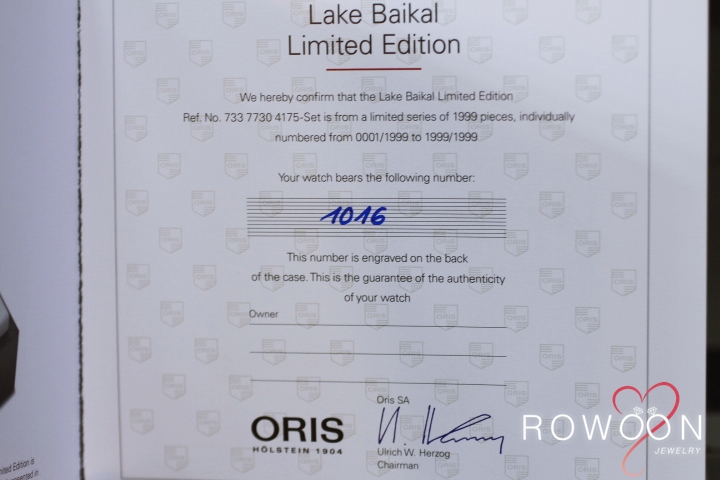 Lake Baikal
Limited Edition
We hereby confirm that the Lake Baikal Limited Edition
Ref. No. 733 7730 4175-Set is from a limited series of 1999 pieces, individually
numbered from 0001/1999 to 1999/1999
Your watch bears the following number:
1016
This number is engraved on the back
of the case. This is the guarantee of the authenticity
of your watch
Owner
Oris SA
ORIS
HÖLSTEIN 1904
Ulrich W. Herzog
Chairman
ROWOON
JEWELRY
Edition is